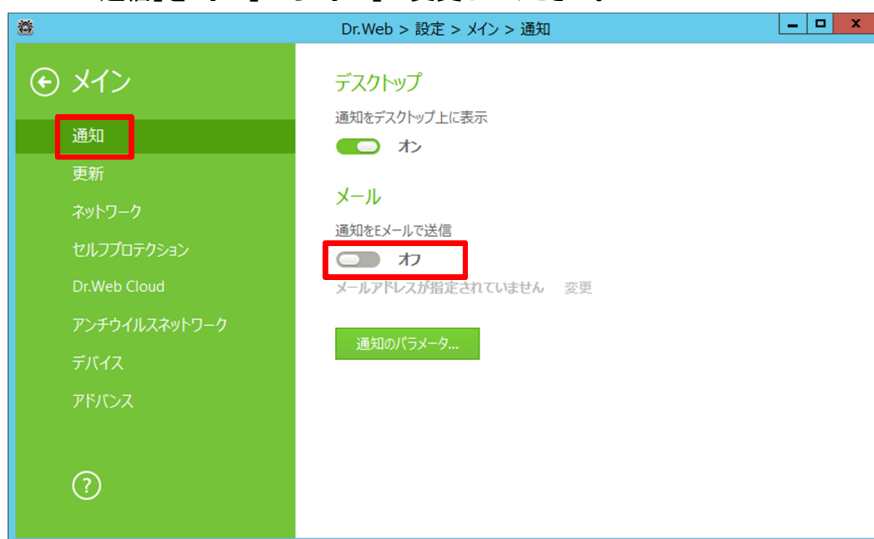 Dr.Web > 設定 > メイン > 通知
メイン
通知
更新
ネットワーク
セルフプロテクション
Dr.Web Cloud
アンチウイルスネットワーク
デバイス
アドバンス
デスクトップ
通知をデスクトップ上に表示
オン
メール
通知をEメールで送信
オフ
メールアドレスが指定されていません 変更
通知のパラメータ...